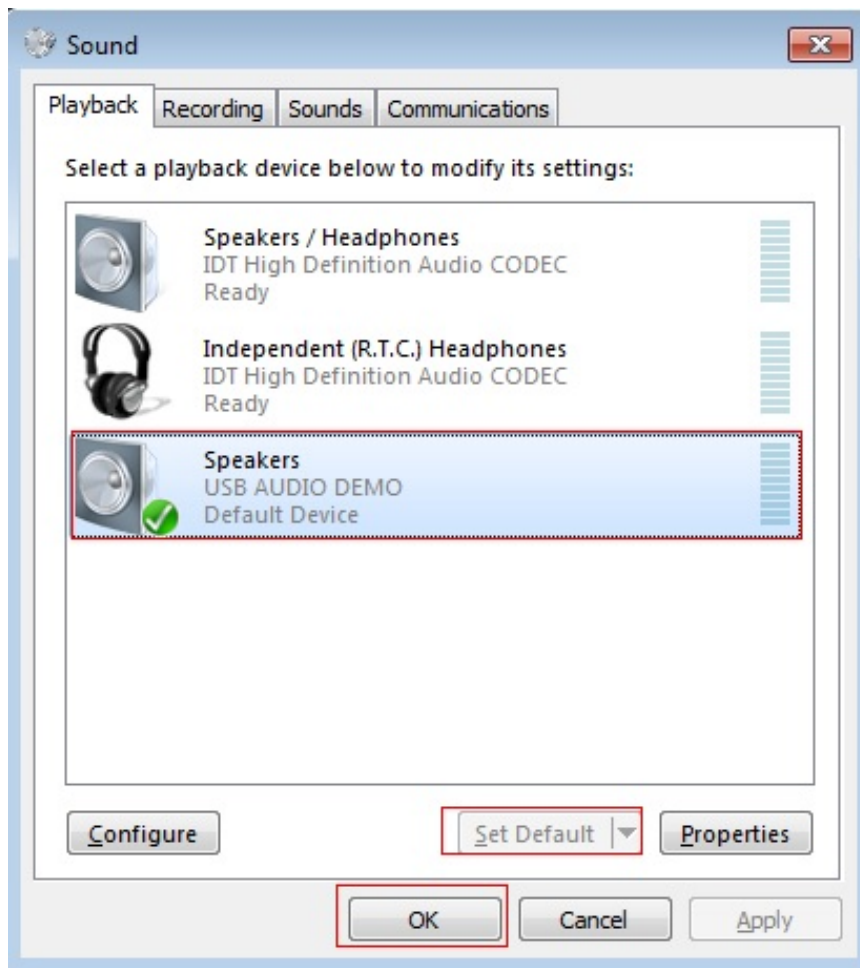 Sound
Playback Recording Sounds Communications
Select a playback device below to modify its settings:
Speakers / Headphones
IDT High Definition Audio CODEC
Ready
Independent (R.T.C.) Headphones
IDT High Definition Audio CODEC
Ready
Speakers
USB AUDIO DEMO
Default Device
Configure Set Default Properties
OK Cancel Apply